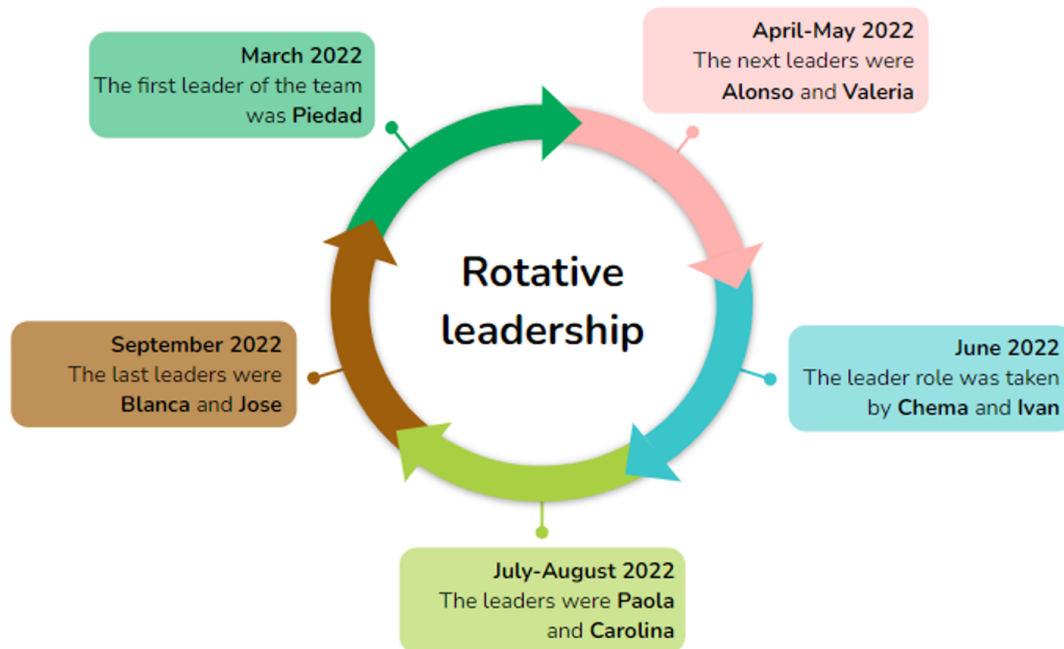 March 2022
The first leader of the team
was Piedad
April-May 2022
The next leaders were
Alonso and Valeria
Rotative
leadership
September 2022
The last leaders were
Blanca and Jose
June 2022
The leader role was taken
by Chema and Ivan
July-August 2022
The leaders were Paola
and Carolina